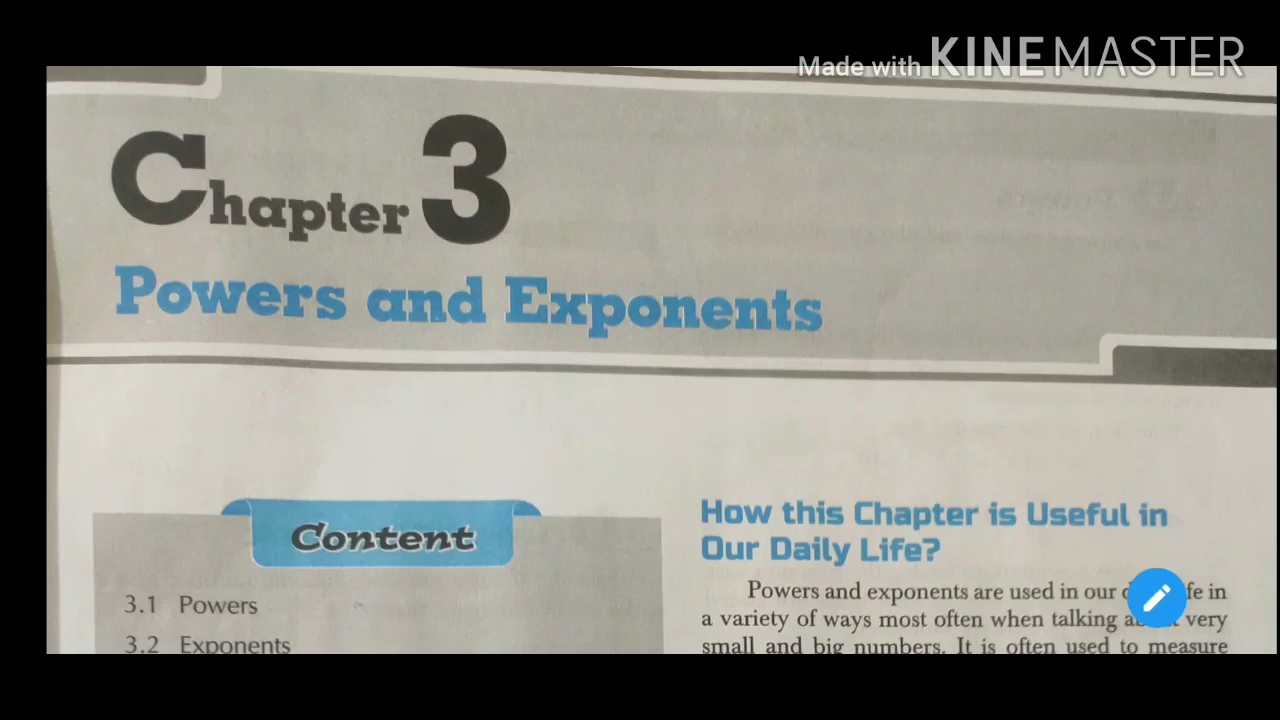 Made with KINEMASTER
Chapter 3
Powers and Exponents
Content
3.1 Powers
3.2 Exponents
How this Chapter is Useful in
Our Daily Life?
Powers and exponents are used in our in
a variety of ways most often when talking very
small and big numbers. It is often used to measure